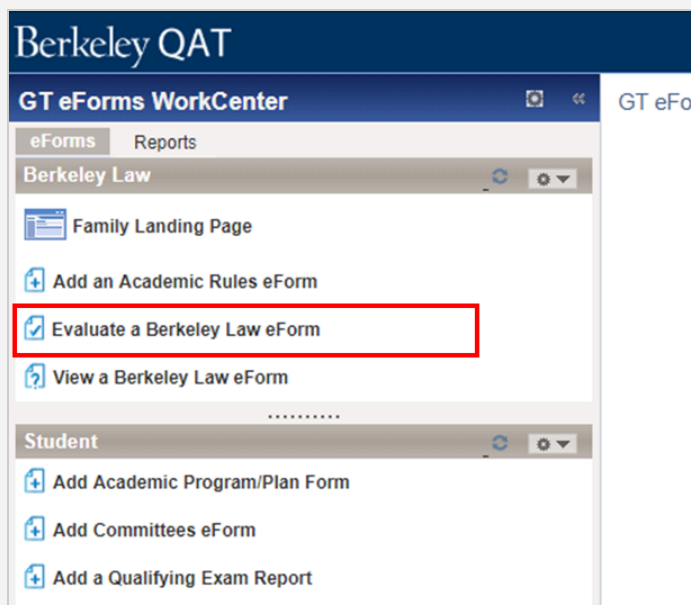 Berkeley QAT
GT eForms WorkCenter
GT eFo
eForms Reports
Berkeley Law
Family Landing Page
Add an Academic Rules eForm
Evaluate a Berkeley Law eForm
View a Berkeley Law eForm
Student
Add Academic Program/Plan Form
Add Committees eForm
Add a Qualifying Exam Report